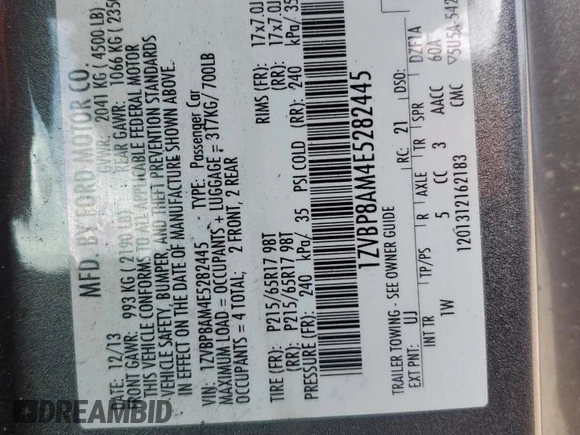 MFD. BY FORD MOTOR CO.
DATE: 12/13 GVWR: 2041 KG (4500 LB)
FRONT GAWR: 993 KG (2190 LB) REAR GAWR: 1066 KG (2350
THIS VEHICLE CONFORMS TO ALL APPLICABLE FEDERAL MOTOR
VEHICLE SAFETY, BUMPER, AND THEFT PREVENTION STANDARDS
IN EFFECT ON THE DATE OF MANUFACTURE SHOWN ABOVE.
VIN: 1ZVBP8AM4E5282445 TYPE: Passenger Car
MAXIMUM LOAD = OCCUPANTS + LUGGAGE = 317KG/700LB
OCCUPANTS = 4 TOTAL: 2 FRONT, 2 REAR
TIRE (FR): P215/65R17 98T RIMS (FR): 17x7.0J
(RR): P215/65R17 98T (RR): 17x7.0J
PRESSURE (FR): 240 kPa/ 35 PSI COLD (RR): 240 kPa/ 35
1ZVBP8AM4E5282445
TRAILER TOWING - SEE OWNER GUIDE
EXT PNT: UJ RC: 21 DSO:
INT TR TP/PS R AXLE TR SPR DZF1A
1W 5 CC 3 AACC 60A
1201312162183 CMC ▽5U5A-542
DREAMBID